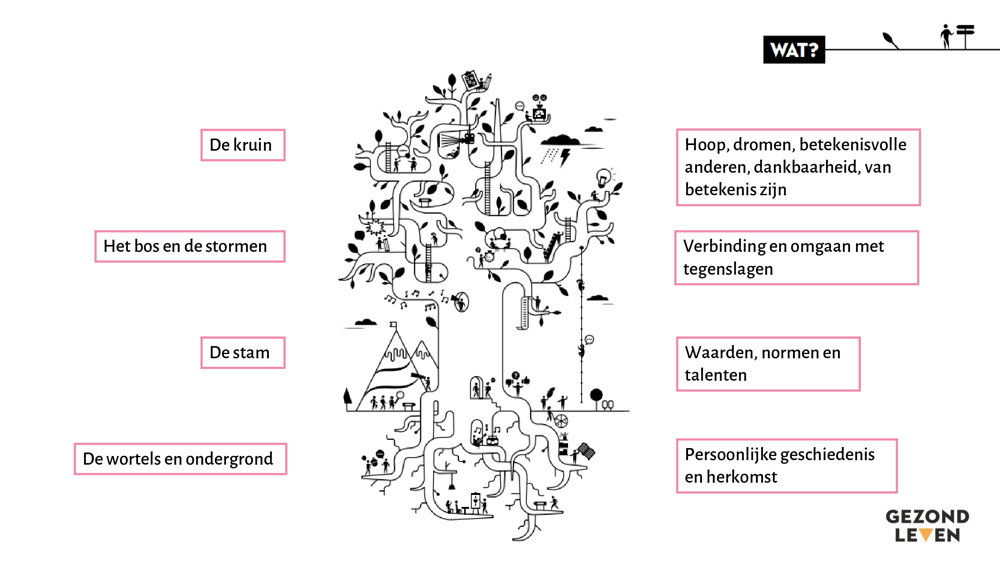 WAT?
De kruin
Hoop, dromen, betekenisvolle
anderen, dankbaarheid, van
betekenis zijn
Het bos en de stormen
Verbinding en omgaan met
tegenslagen
De stam
Waarden, normen en
talenten
De wortels en ondergrond
Persoonlijke geschiedenis
en herkomst
GEZOND
LEVEN